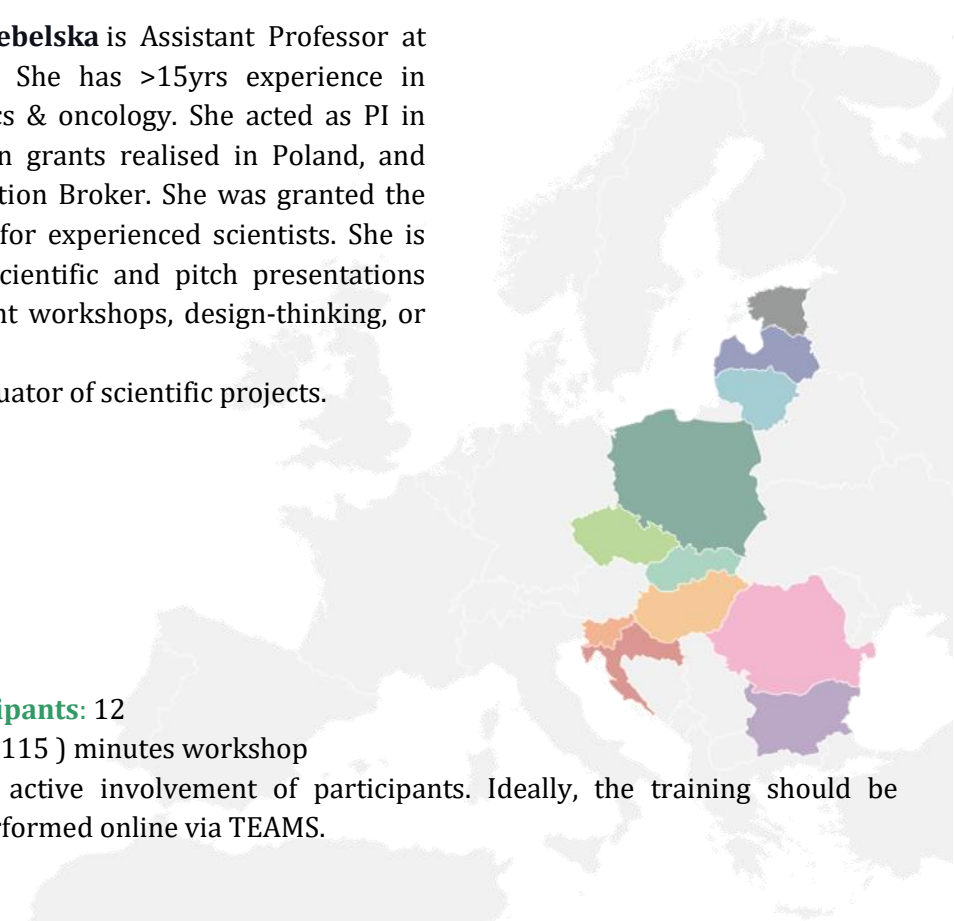 ebelska is Assistant Professor at
She has >15yrs experience in
cs & oncology. She acted as PI in
n grants realised in Poland, and
tion Broker. She was granted the
for experienced scientists. She is
cientific and pitch presentations
nt workshops, design-thinking, or
uator of scientific projects.
ipants: 12
115 ) minutes workshop
active involvement of participants. Ideally, the training should be
rformed online via TEAMS.